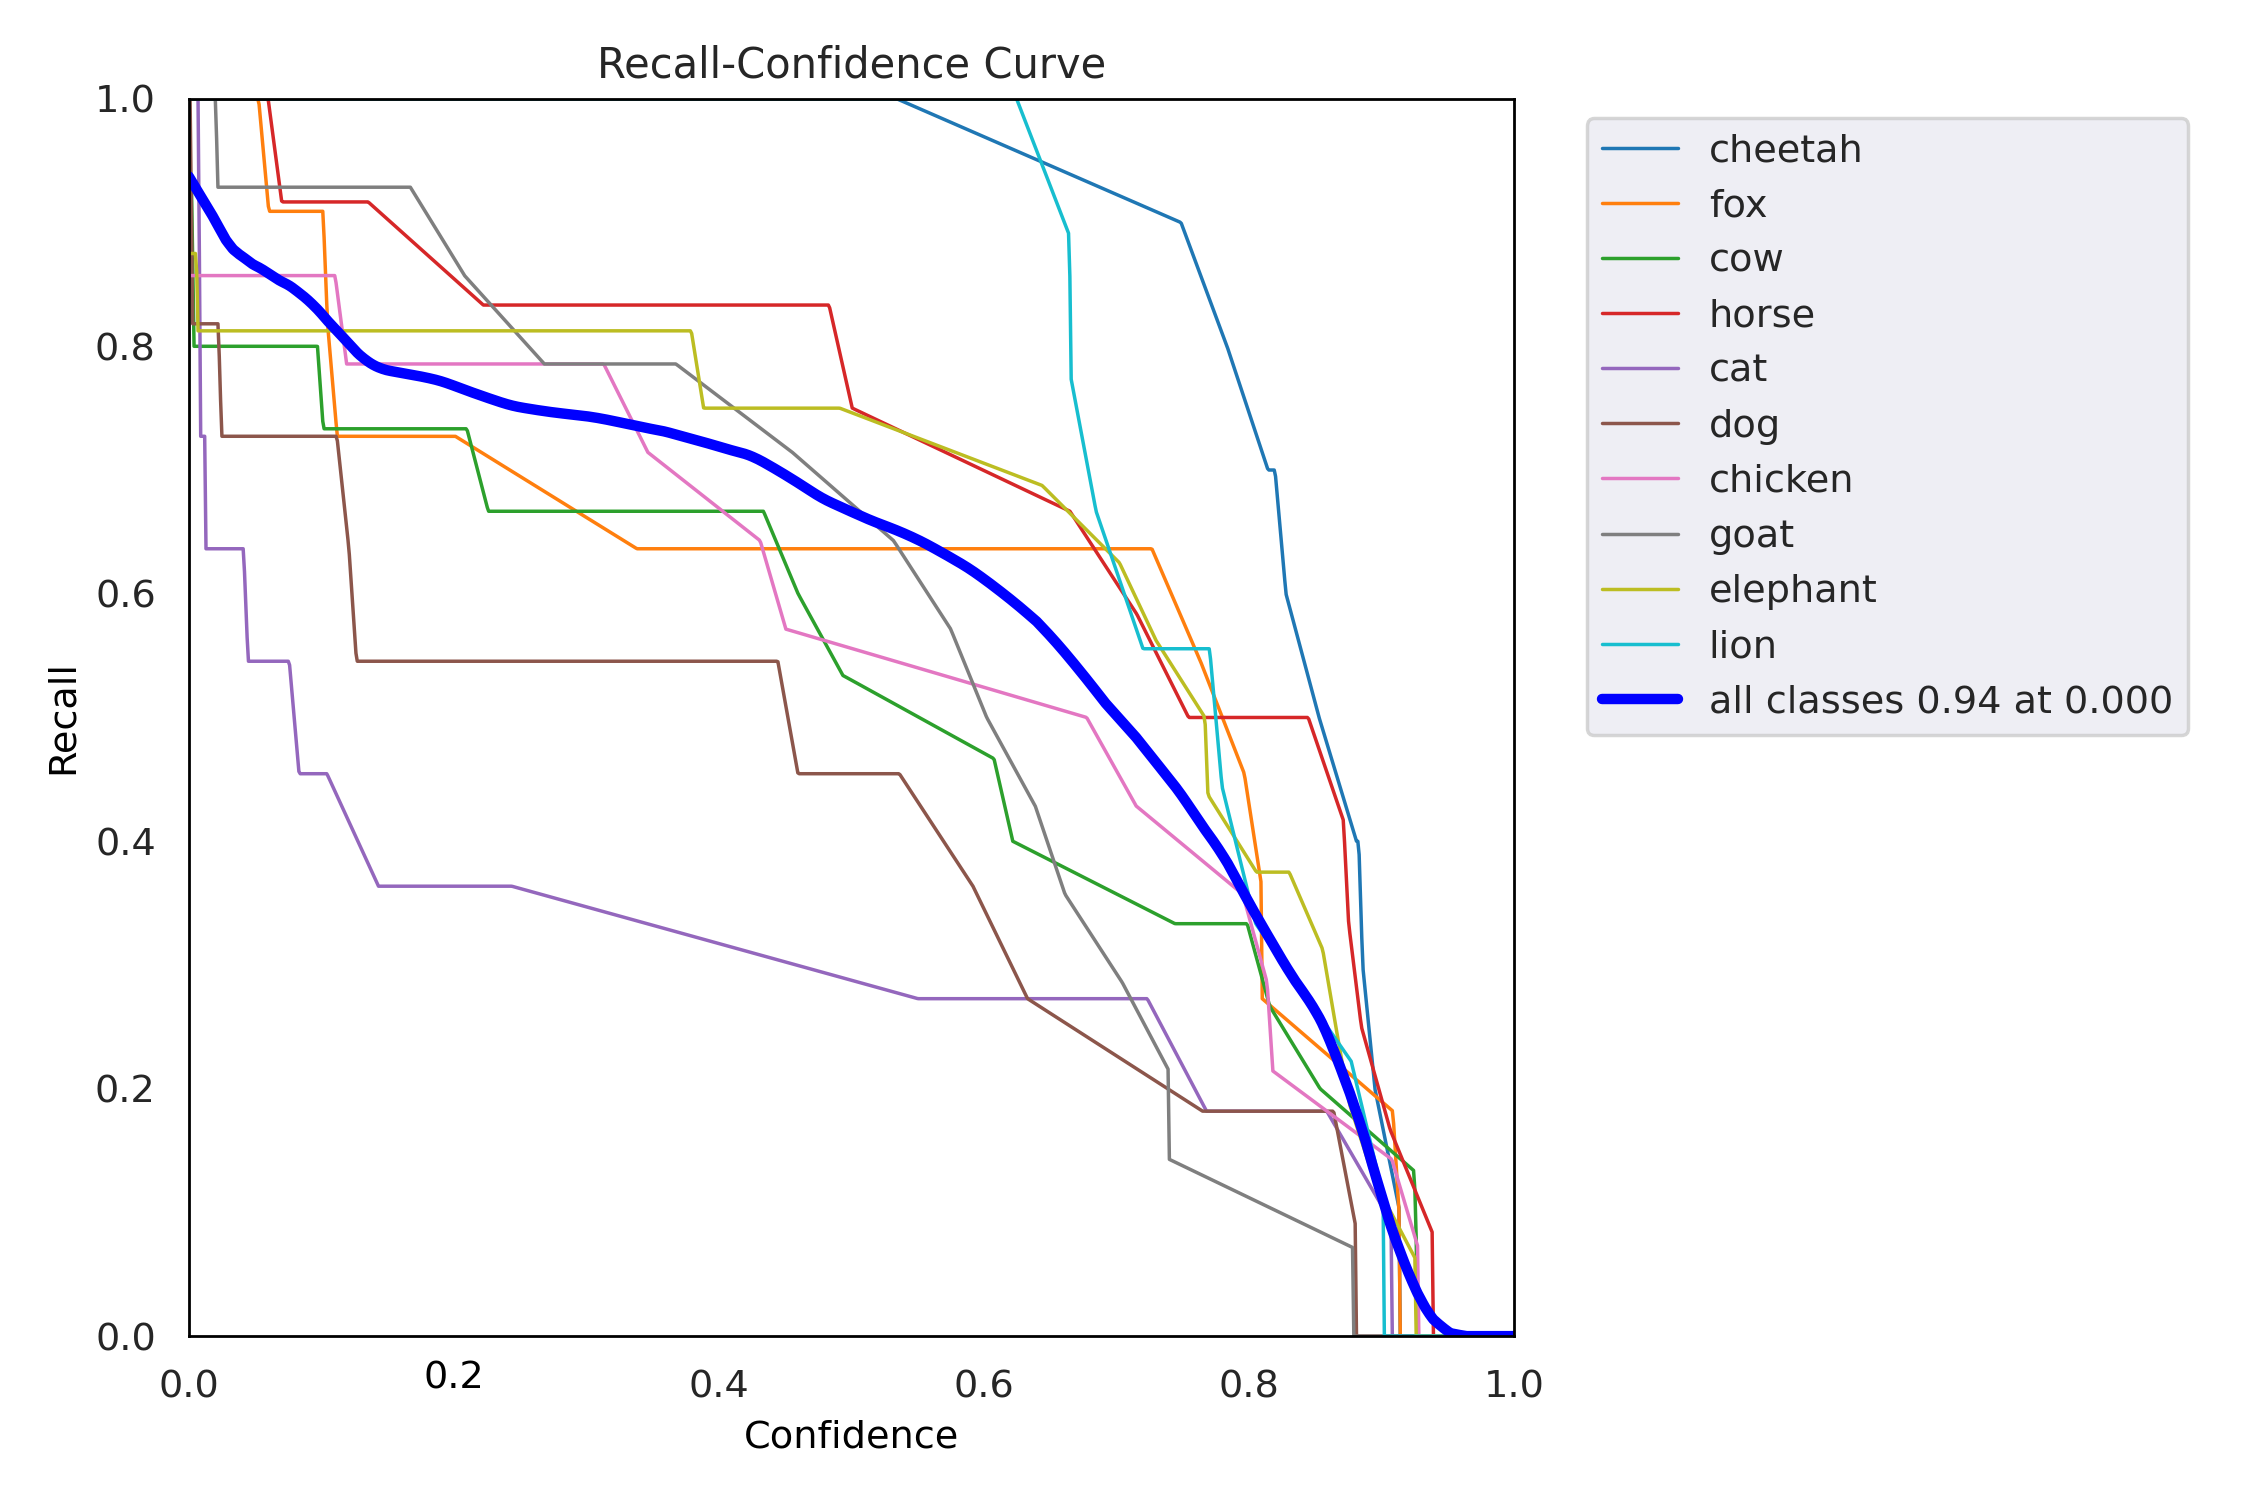 Recall-Confidence Curve
1.0
0.8
0.6
0.4
0.2
0.0
Recall
0.0 0.2 0.4 0.6 0.8 1.0
Confidence
cheetah
fox
cow
horse
cat
dog
chicken
goat
elephant
lion
all classes 0.94 at 0.000